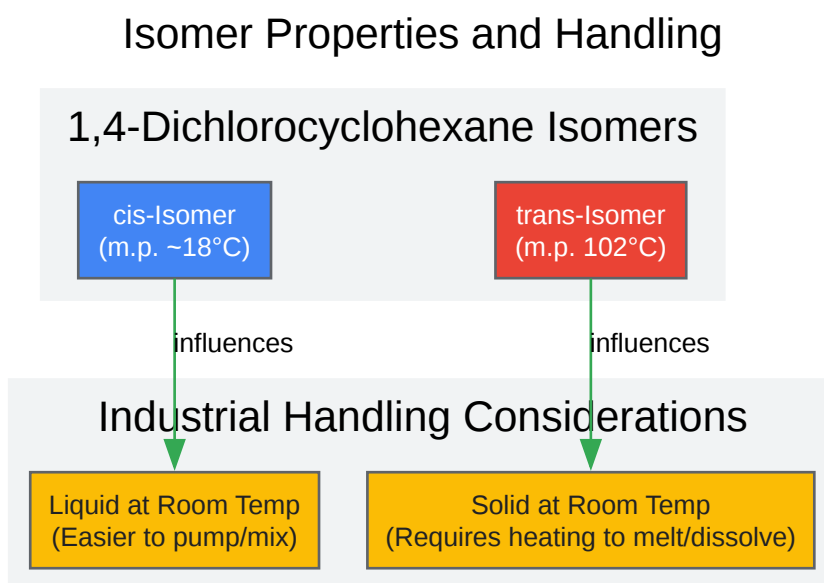 Isomer Properties and Handling
1,4-Dichlorocyclohexane Isomers
cis-Isomer
(m.p. ~18°C)
trans-Isomer
(m.p. 102°C)
influences
influences
Industrial Handling Considerations
Liquid at Room Temp
(Easier to pump/mix)
Solid at Room Temp
(Requires heating to melt/dissolve)